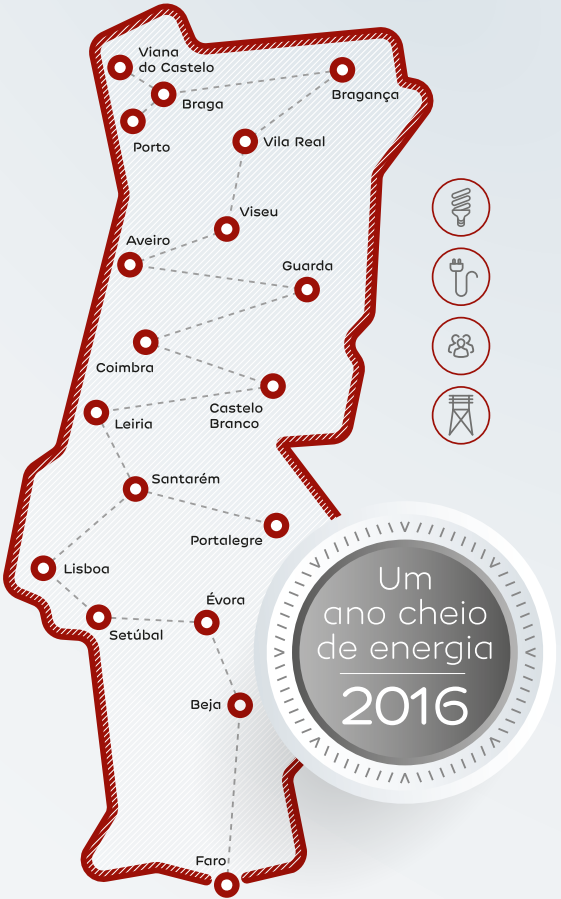 Viana
do Castelo
Braga
Bragança
Porto
Vila Real
Viseu
Aveiro
Guarda
Coimbra
Castelo
Branco
Leiria
Santarém
Portalegre
Lisboa
Évora
Setúbal
Beja
Faro
Um
ano cheio
de energia
2016